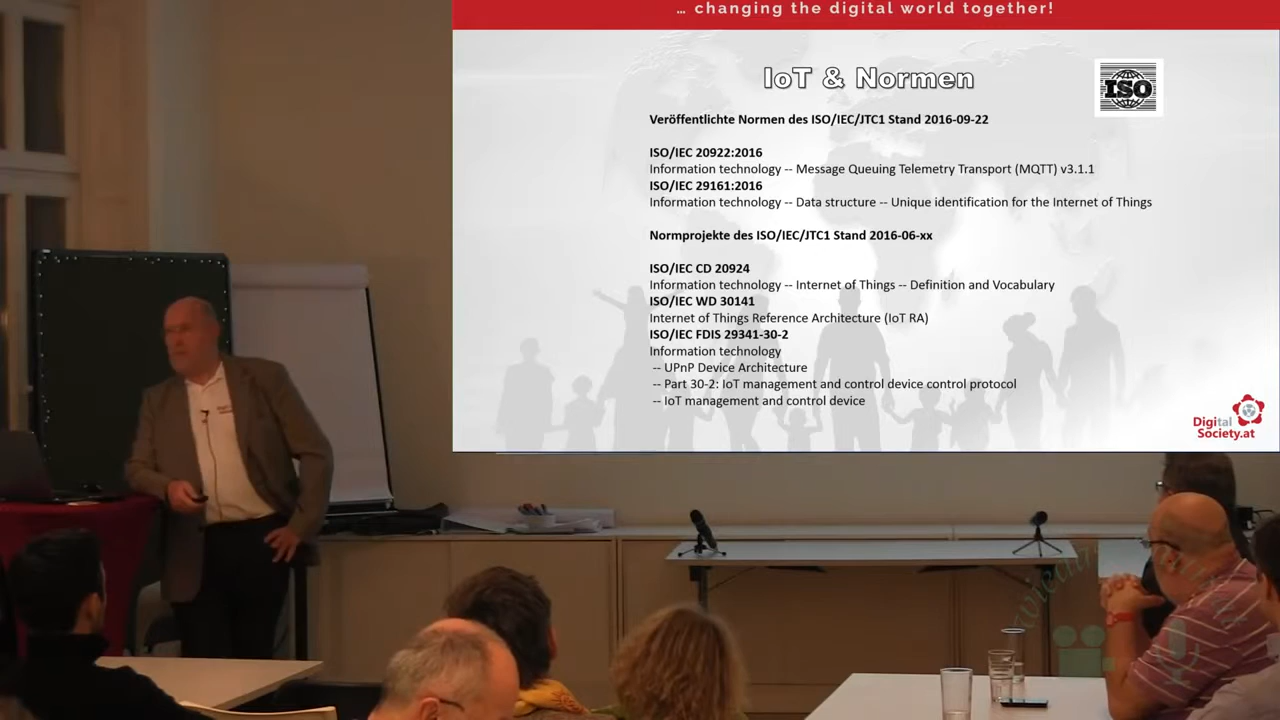 … changing the digital world together!
IoT & Normen
ISO
Veröffentlichte Normen des ISO/IEC/JTC1 Stand 2016-09-22
ISO/IEC 20922:2016
Information technology -- Message Queuing Telemetry Transport (MQTT) v3.1.1
ISO/IEC 29161:2016
Information technology -- Data structure -- Unique identification for the Internet of Things
Normprojekte des ISO/IEC/JTC1 Stand 2016-06-xx
ISO/IEC CD 20924
Information technology -- Internet of Things -- Definition and Vocabulary
ISO/IEC WD 30141
Internet of Things Reference Architecture (IoT RA)
ISO/IEC FDIS 29341-30-2
Information technology
-- UPnP Device Architecture
-- Part 30-2: IoT management and control device control protocol
-- IoT management and control device
Digital
Society.at